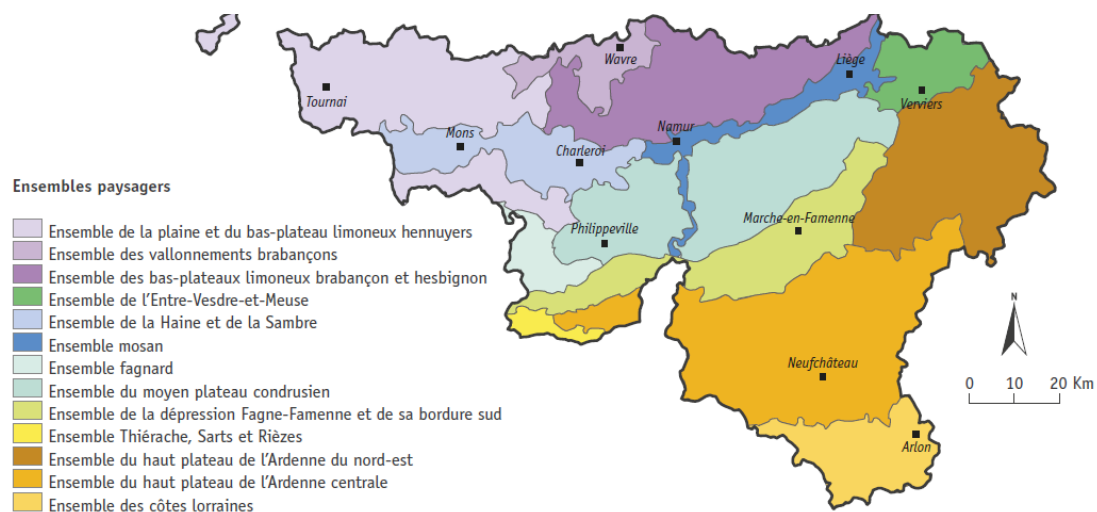 Wavre
Liège
Tournai
Verviers
Mons
Namur
Charleroi
Ensembles paysagers
Marche-en-Famenne
Philippeville
Ensemble de la plaine et du bas-plateau limoneux hennuyers
Ensemble des vallonnements brabançons
Ensemble des bas-plateaux limoneux brabançon et hesbignon
Ensemble de l'Entre-Vesdre-et-Meuse
Ensemble de la Haine et de la Sambre
Ensemble mosan
Ensemble fagnard
Ensemble du moyen plateau condrusien
Ensemble de la dépression Fagne-Famenne et de sa bordure sud
Ensemble Thiérache, Sarts et Rièzes
Ensemble du haut plateau de l'Ardenne du nord-est
Ensemble du haut plateau de l'Ardenne centrale
Ensemble des côtes lorraines
N
Neufchâteau
0 10 20 Km
Arlon